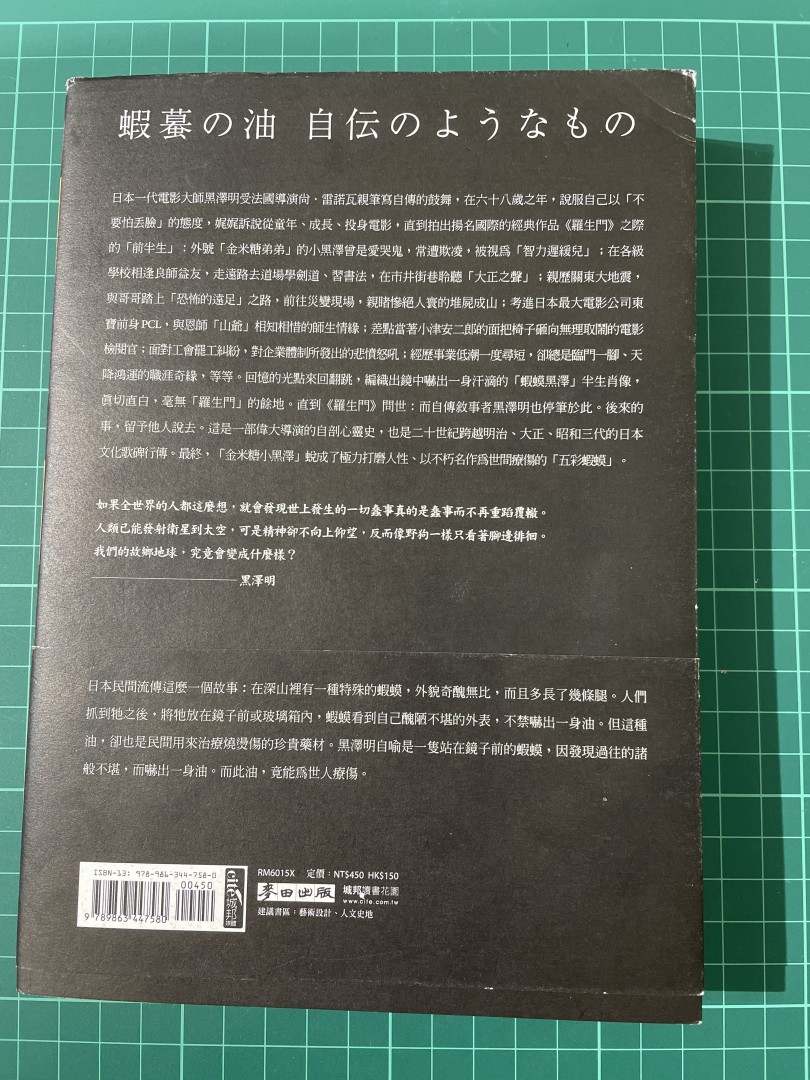 蝦蟇の油 自伝のようなもの
日本一代電影大師黑澤明受法國導演尙．雷諾瓦親筆寫自傳的鼓舞，在六十八歲之年，說服自己以「不
要怕丟臉」的態度，娓娓訴說從童年、成長、投身電影，直到拍出揚名國際的經典作品《羅生門》之際
的「前半生」：外號「金米糖弟弟」的小黑澤曾是愛哭鬼，常遭欺凌，被視爲「智力遲緩兒」；在各級
學校相逢良師益友，走遠路去道場學劍道、習書法，在市井街巷聆聽「大正之聲」；親歷關東大地震，
與哥哥踏上「恐怖的遠足」之路，前往災變現場，親睹慘絕人寰的堆屍成山；考進日本最大電影公司東
寶前身PCL，與恩師「山爺」相知相惜的師生情緣；差點當著小津安二郎的面把椅子砸向無理取鬧的電影
檢閱官；面對工會罷工糾紛，對企業體制所發出的悲憤怒吼；經歷事業低潮一度尋短，卻總是臨門一腳、天
降鴻運的職涯奇緣，等等。回憶的光點來回翻跳，編織出鏡中嚇出一身汗滴的「蝦蟆黑澤」半生肖像，
眞切直白，毫無「羅生門」的餘地。直到《羅生門》問世：而自傳敘事者黑澤明也停筆於此。後來的
事，留予他人說去。這是一部偉大導演的自剖心靈史，也是二十世紀跨越明治、大正、昭和三代的日本
文化歌碑行傳。最終，「金米糖小黑澤」蛻成了極力打磨人性、以不朽名作爲世間療傷的「五彩蝦蟆」。
如果全世界的人都這麼想，就會發現世上發生的一切蠢事真的是蠢事而不再重蹈覆轍。
人類已能發射衛星到太空，可是精神卻不向上仰望，反而像野狗一樣只看著腳邊徘徊。
我們的故鄉地球，究竟會變成什麼樣？
黑澤明
日本民間流傳這麼一個故事：在深山裡有一種特殊的蝦蟆，外貌奇醜無比，而且多長了幾條腿。人們
抓到牠之後，將牠放在鏡子前或玻璃箱內，蝦蟆看到自己醜陋不堪的外表，不禁嚇出一身油。但這種
油，卻也是民間用來治療燒燙傷的珍貴藥材。黑澤明自喻是一隻站在鏡子前的蝦蟆，因發現過往的諸
般不堪，而嚇出一身油。而此油，竟能爲世人療傷。
ISBN-13: 978-986-344-758-0
00450
9 789863 447580
cite城邦媒體
RM6015X 定價：NT$450 HK$150
麥田出版 城邦讀書花園
www.cite.com.tw
建議書區：藝術設計、人文史地